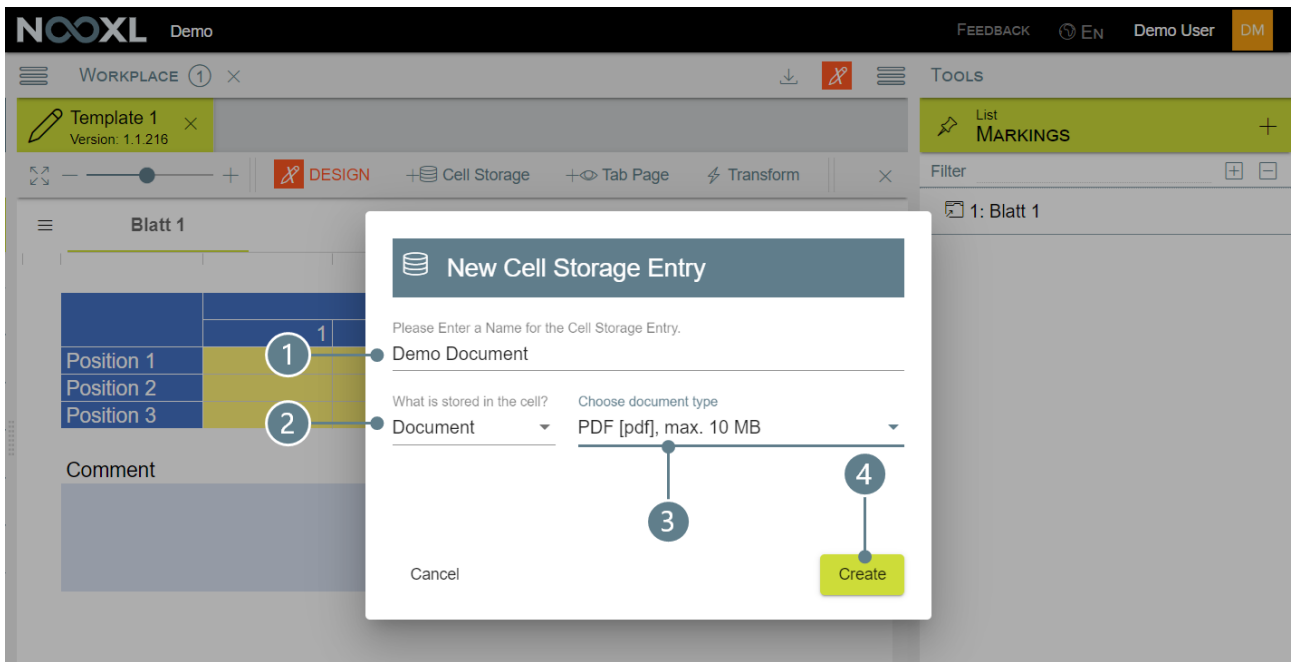 NOOXL Demo FEEDBACK EN Demo User DM
WORKPLACE 1 TOOLS
Template 1
Version: 1.1.216
List
MARKINGS
DESIGN Cell Storage Tab Page Transform
Filter
Blatt 1
1: Blatt 1
New Cell Storage Entry
Please Enter a Name for the Cell Storage Entry.
Demo Document
1
1
Position 1
Position 2
Position 3
What is stored in the cell? Choose document type
2
Document PDF [pdf], max. 10 MB
Comment
4
3
Cancel Create